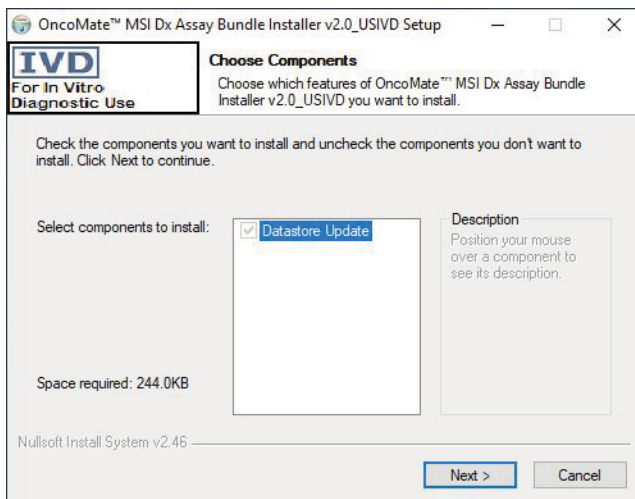 OncoMate™ MSI Dx Assay Bundle Installer v2.0_USIVD Setup
IVD
For In Vitro
Diagnostic Use
Choose Components
Choose which features of OncoMate™ MSI Dx Assay Bundle
Installer v2.0_USIVD you want to install.
Check the components you want to install and uncheck the components you don't want to
install. Click Next to continue.
Select components to install:
Datastore Update
Description
Position your mouse
over a component to
see its description.
Space required: 244.0KB
Nullsoft Install System v2.46
Next >
Cancel